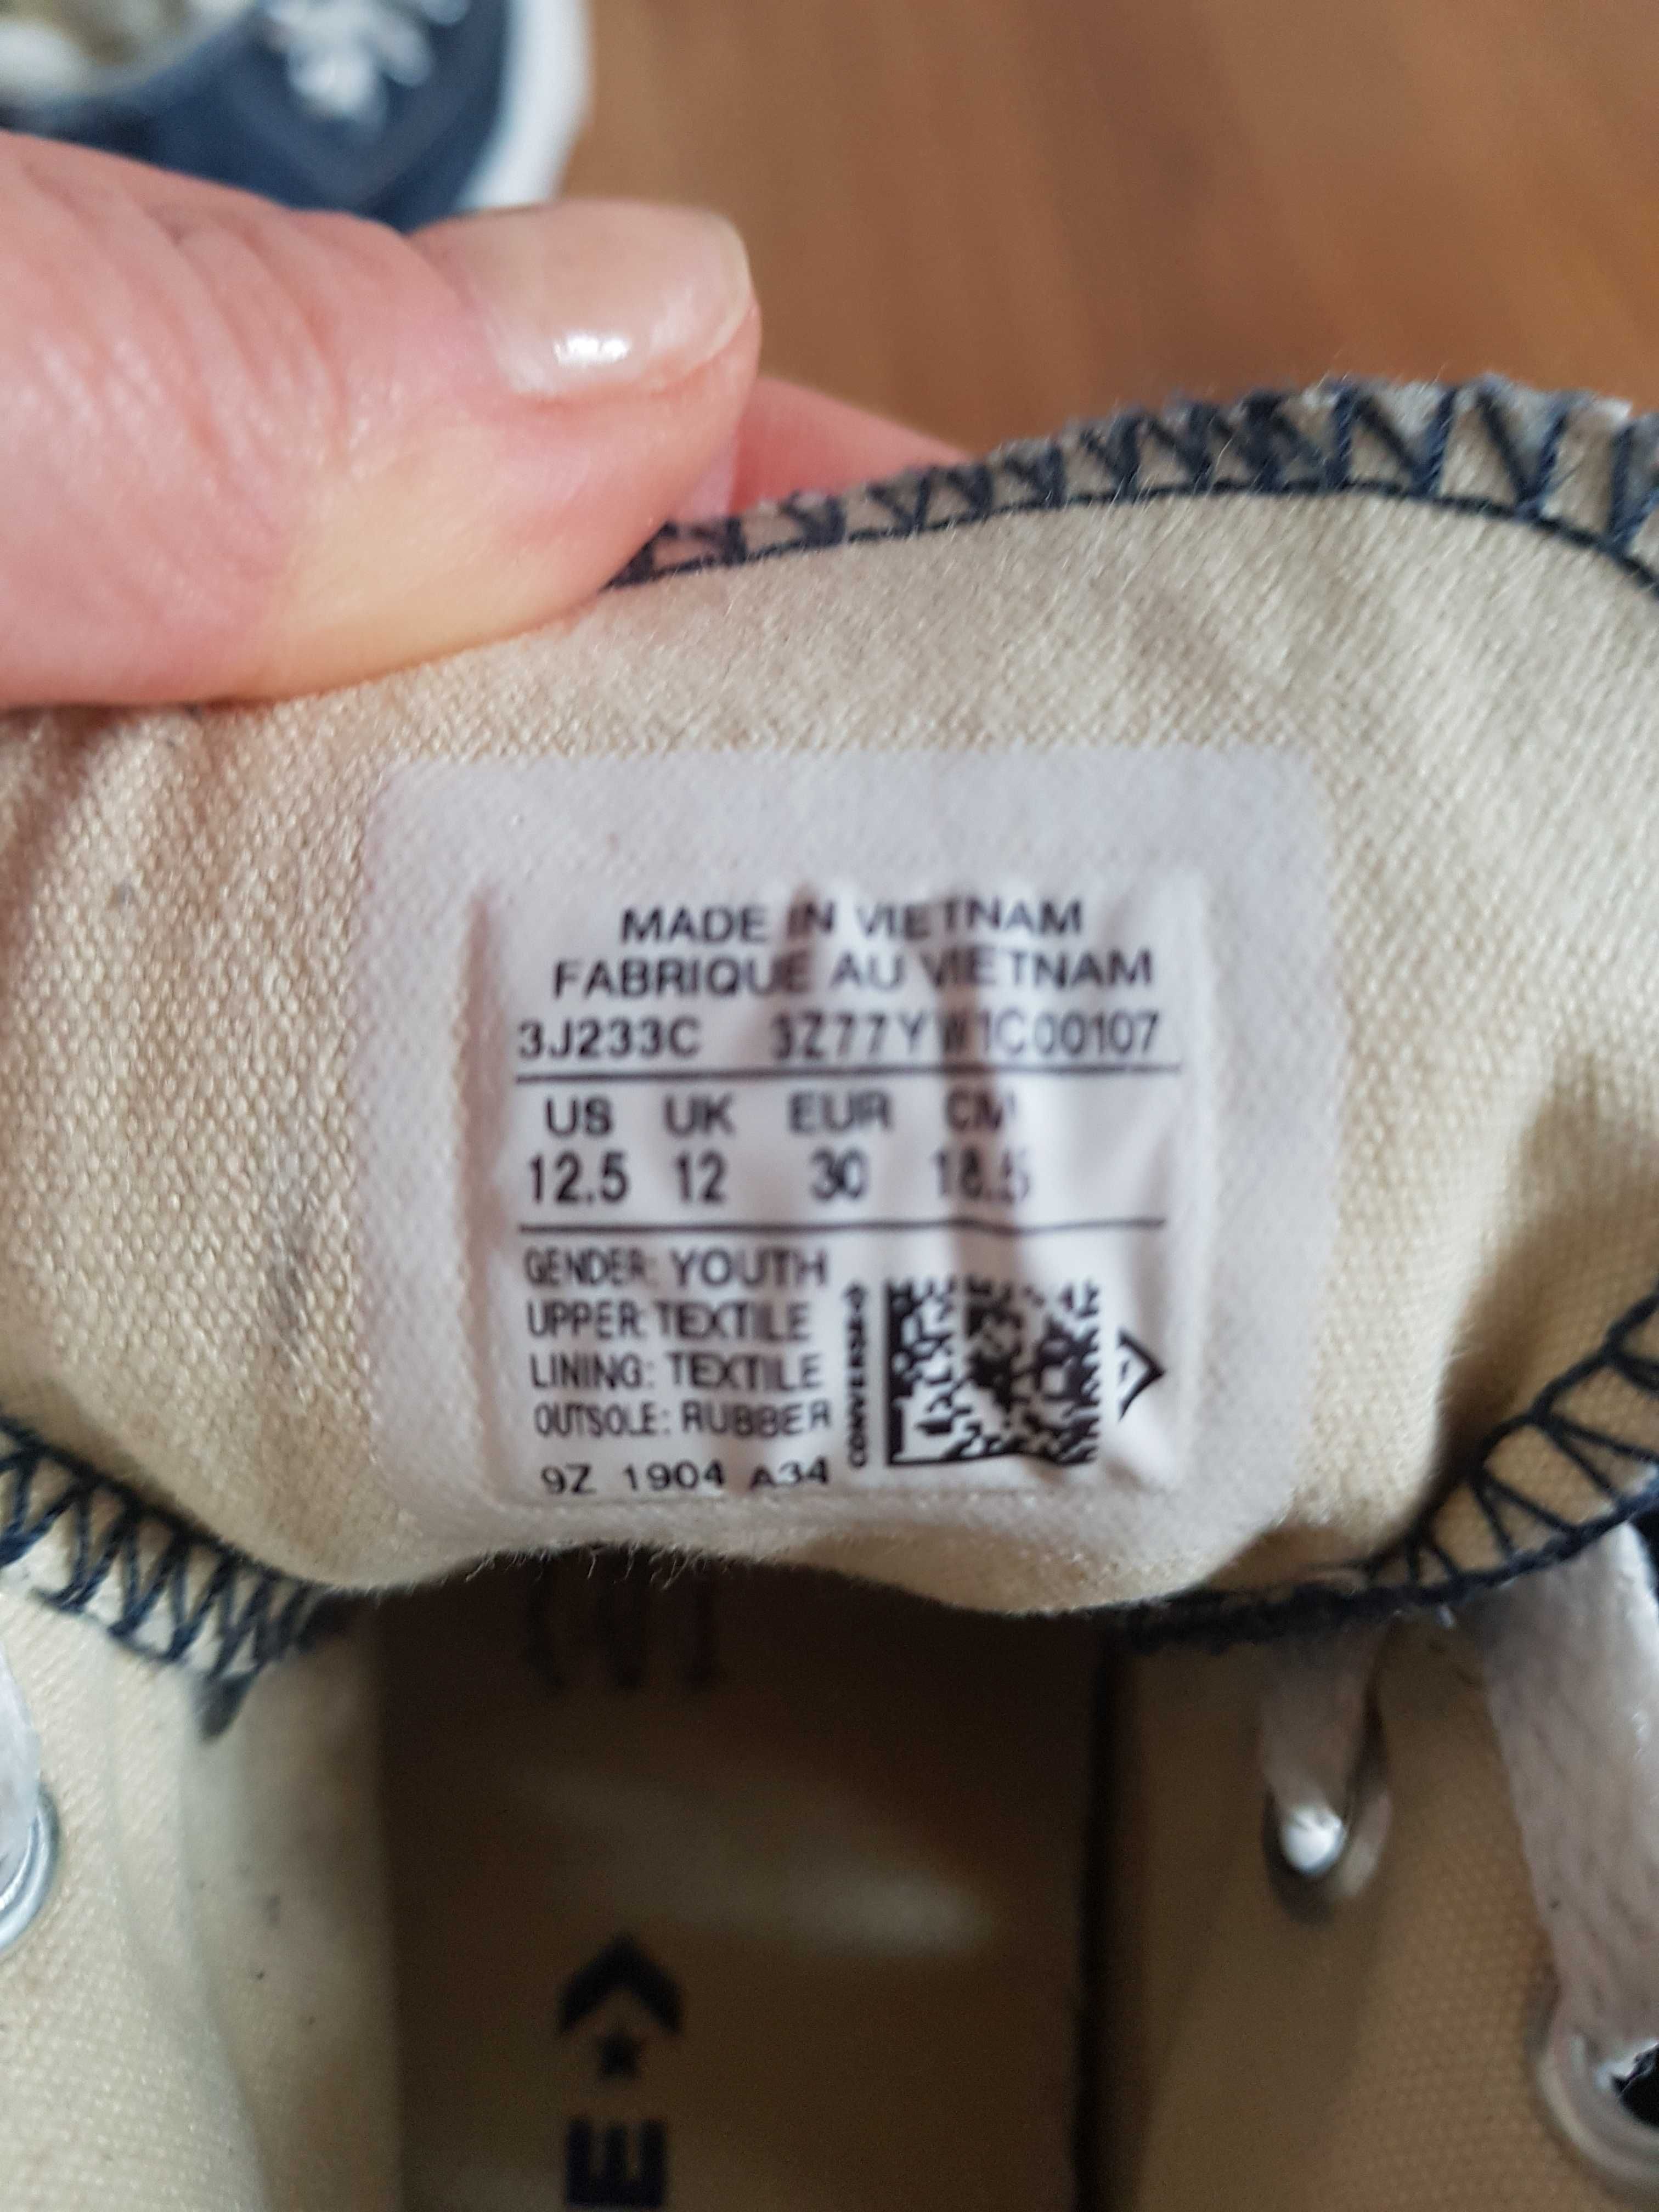 MADE IN VIETNAM
FABRIQUE AU VIETNAM
3J233C 3Z77YW1C00107
US UK EUR CM
12.5 12 30 18.5
GENDER: YOUTH
UPPER: TEXTILE
LINING: TEXTILE
OUTSOLE: RUBBER
9Z 1904 A34
E